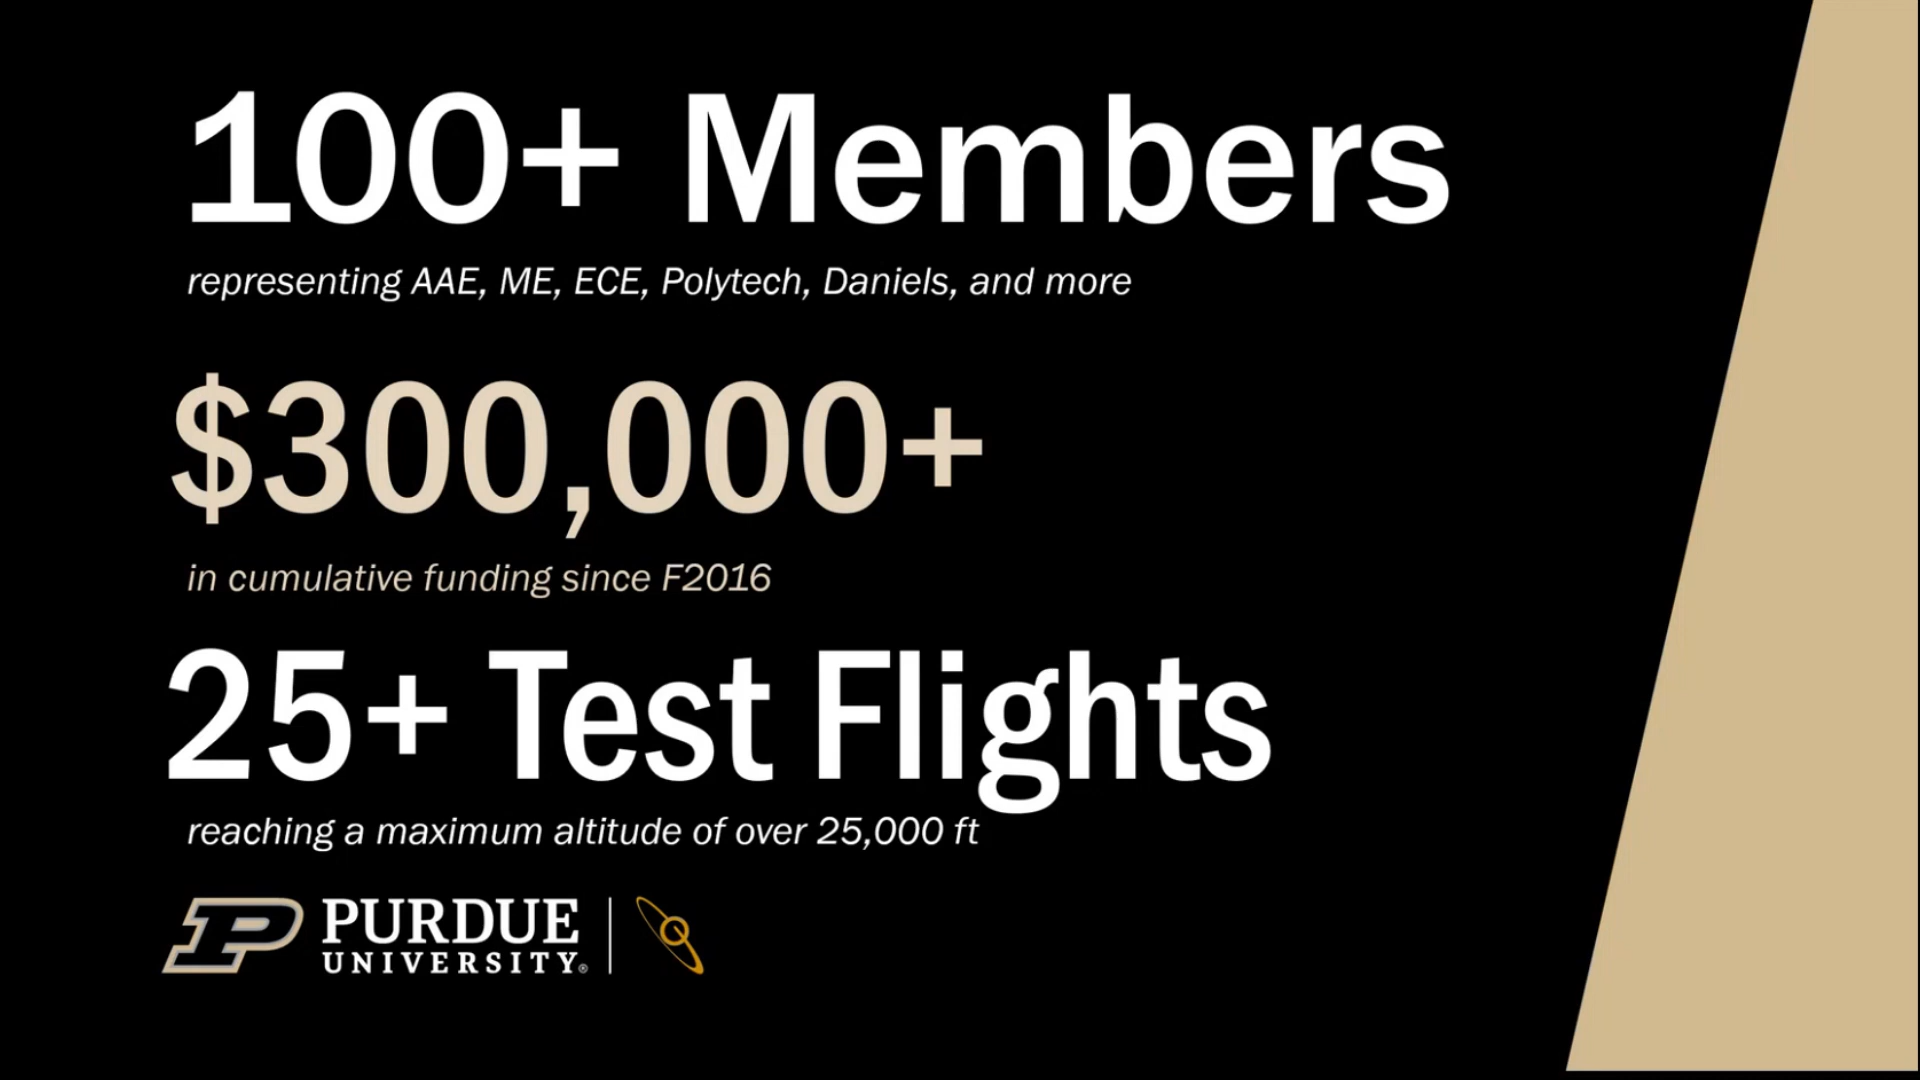 100+ Members
representing AAE, ME, ECE, Polytech, Daniels, and more
$300,000+
in cumulative funding since F2016
25+ Test Flights
reaching a maximum altitude of over 25,000 ft
P PURDUE
UNIVERSITY®